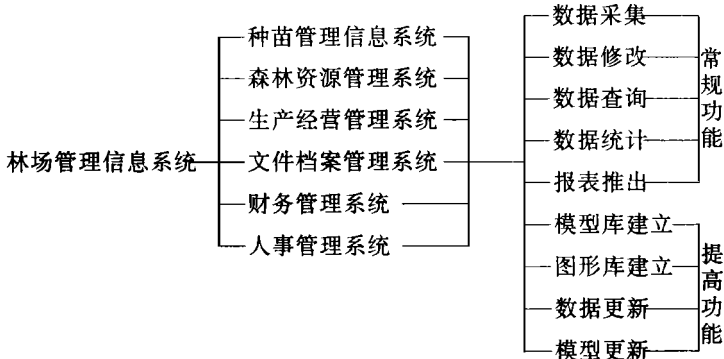 林场管理信息系统
种苗管理信息系统
森林资源管理系统
生产经营管理系统
文件档案管理系统
财务管理系统
人事管理系统
数据采集
数据修改
数据查询
数据统计
报表推出
常规功能
模型库建立
图形库建立
数据更新
模型更新
提高功能